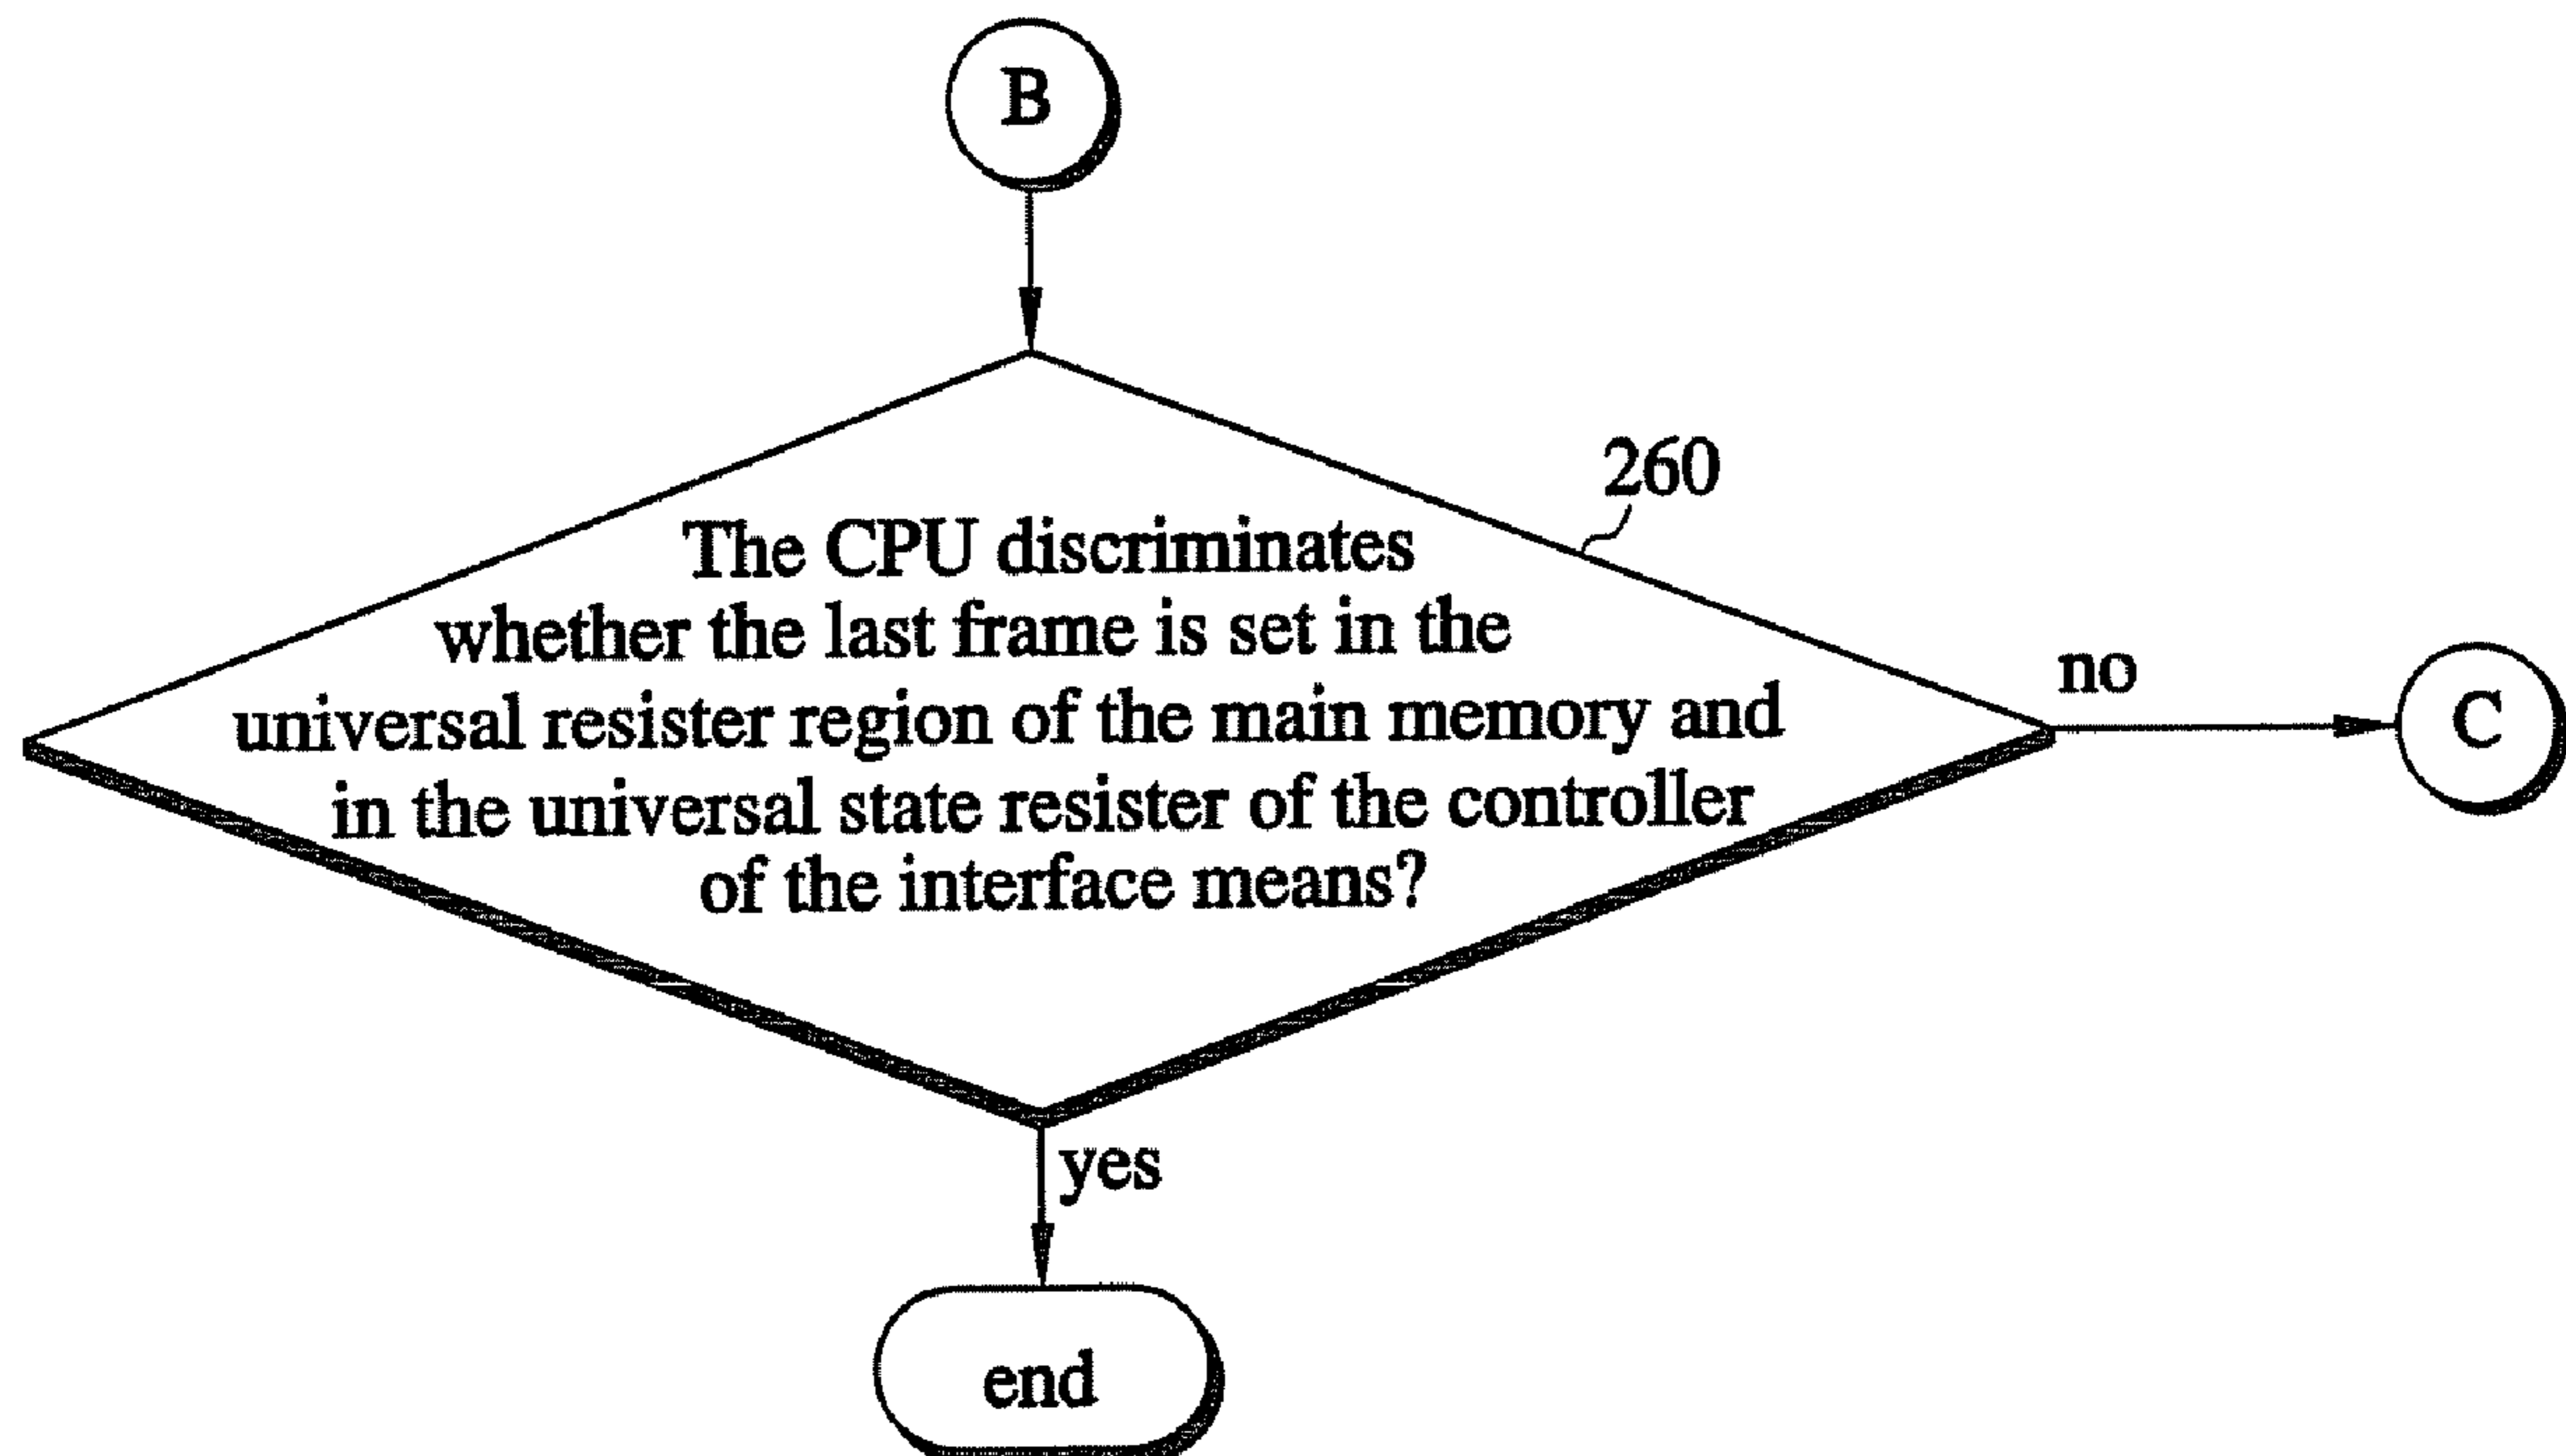 B
260
The CPU discriminates
whether the last frame is set in the
universal resister region of the main memory and
in the universal state resister of the controller
of the interface means?
no
C
yes
end